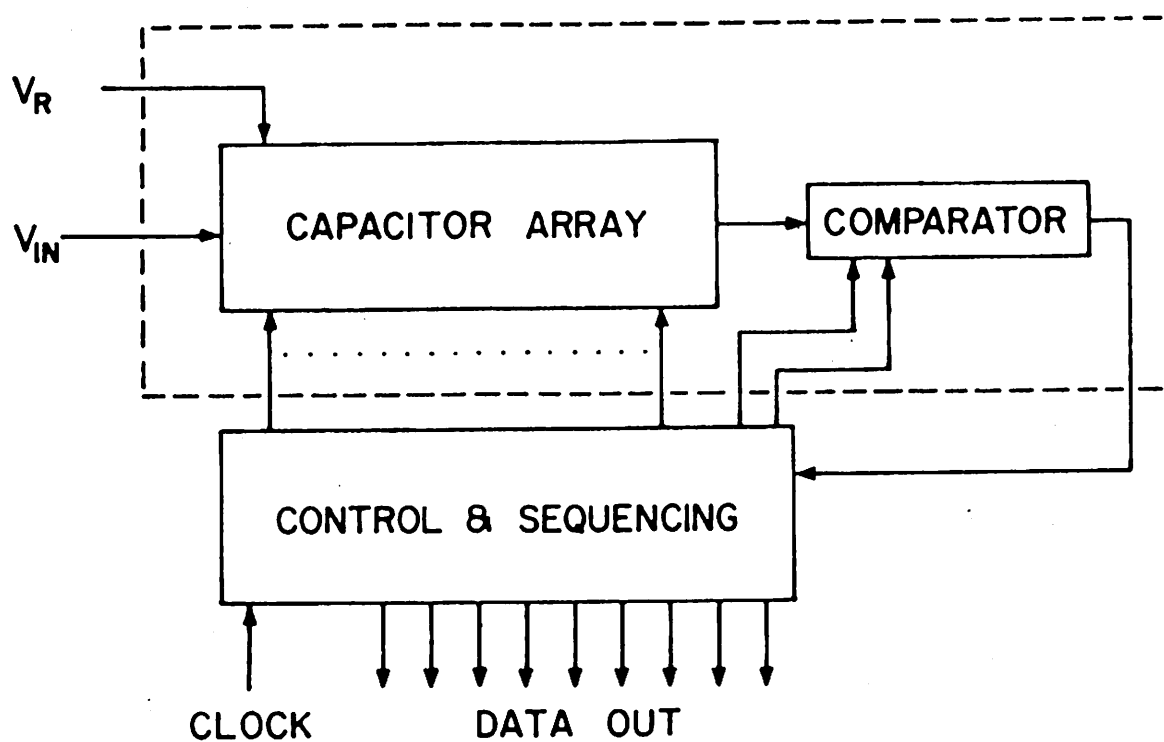 V_R
CAPACITOR ARRAY
COMPARATOR
V_IN
CONTROL & SEQUENCING
CLOCK
DATA OUT